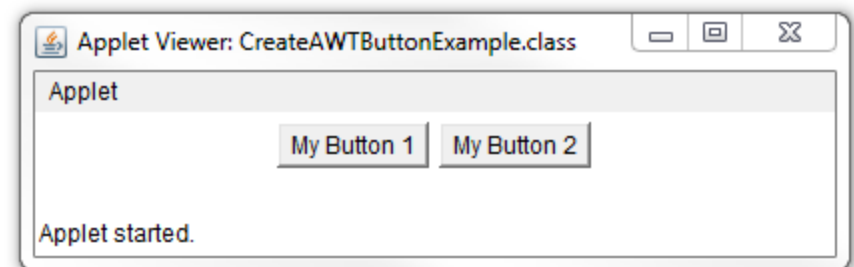 Applet Viewer: CreateAWTButtonExample.class
Applet
My Button 1 My Button 2
Applet started.